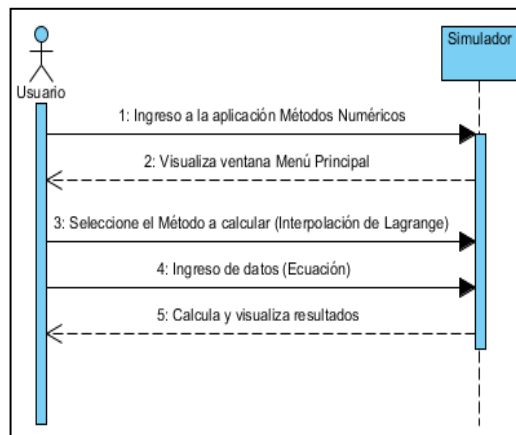 Simulador
Usuario
1: Ingreso a la aplicación Métodos Numéricos
2: Visualiza ventana Menú Principal
3: Seleccione el Método a calcular (Interpolación de Lagrange)
4: Ingreso de datos (Ecuación)
5: Calcula y visualiza resultados